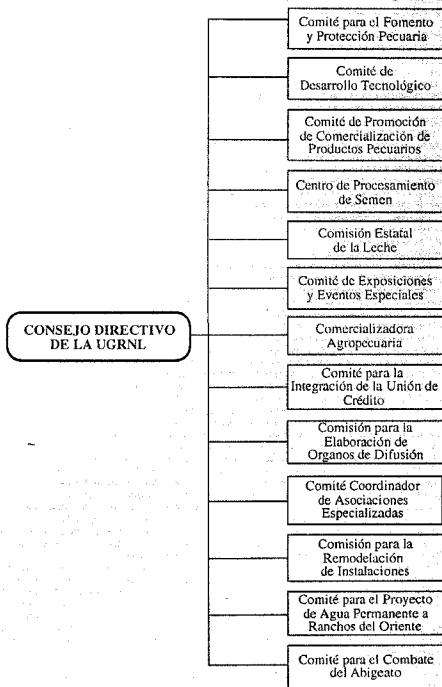 Comité para el Fomento
y Protección Pecuaria
Comité de
Desarrollo Tecnológico
Comité de Promoción
de Comercialización de
Productos Pecuarios
Centro de Procesamiento
de Semen
Comisión Estatal
de la Leche
Comité de Exposiciones
y Eventos Especiales
CONSEJO DIRECTIVO
DE LA UGRNL
Comercializadora
Agropecuaria
Comité para la
Integración de la Unión de
Crédito
Comisión para la
Elaboración de
Organos de Difusión
Comité Coordinador
de Asociaciones
Especializadas
Comisión para la
Remodelación
de Instalaciones
Comité para el Proyecto
de Agua Permanente a
Ranchos del Oriente
Comité para el Combate
del Abigeato